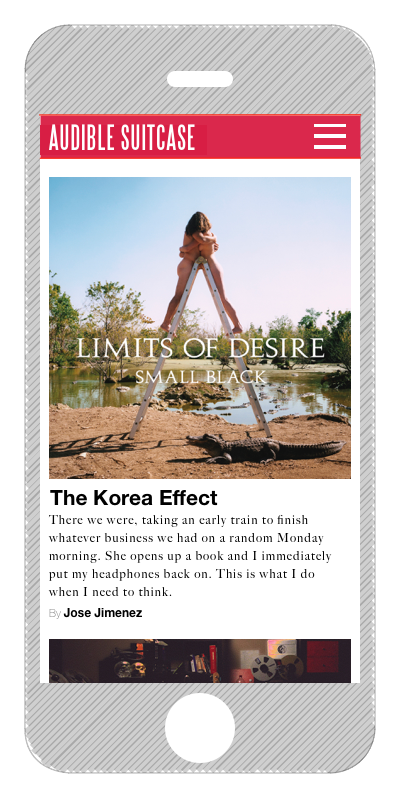 AUDIBLE SUITCASE
LIMITS OF DESIRE
SMALL BLACK
The Korea Effect
There we were, taking an early train to finish
whatever business we had on a random Monday
morning. She opens up a book and I immediately
put my headphones back on. This is what I do
when I need to think.
By Jose Jimenez